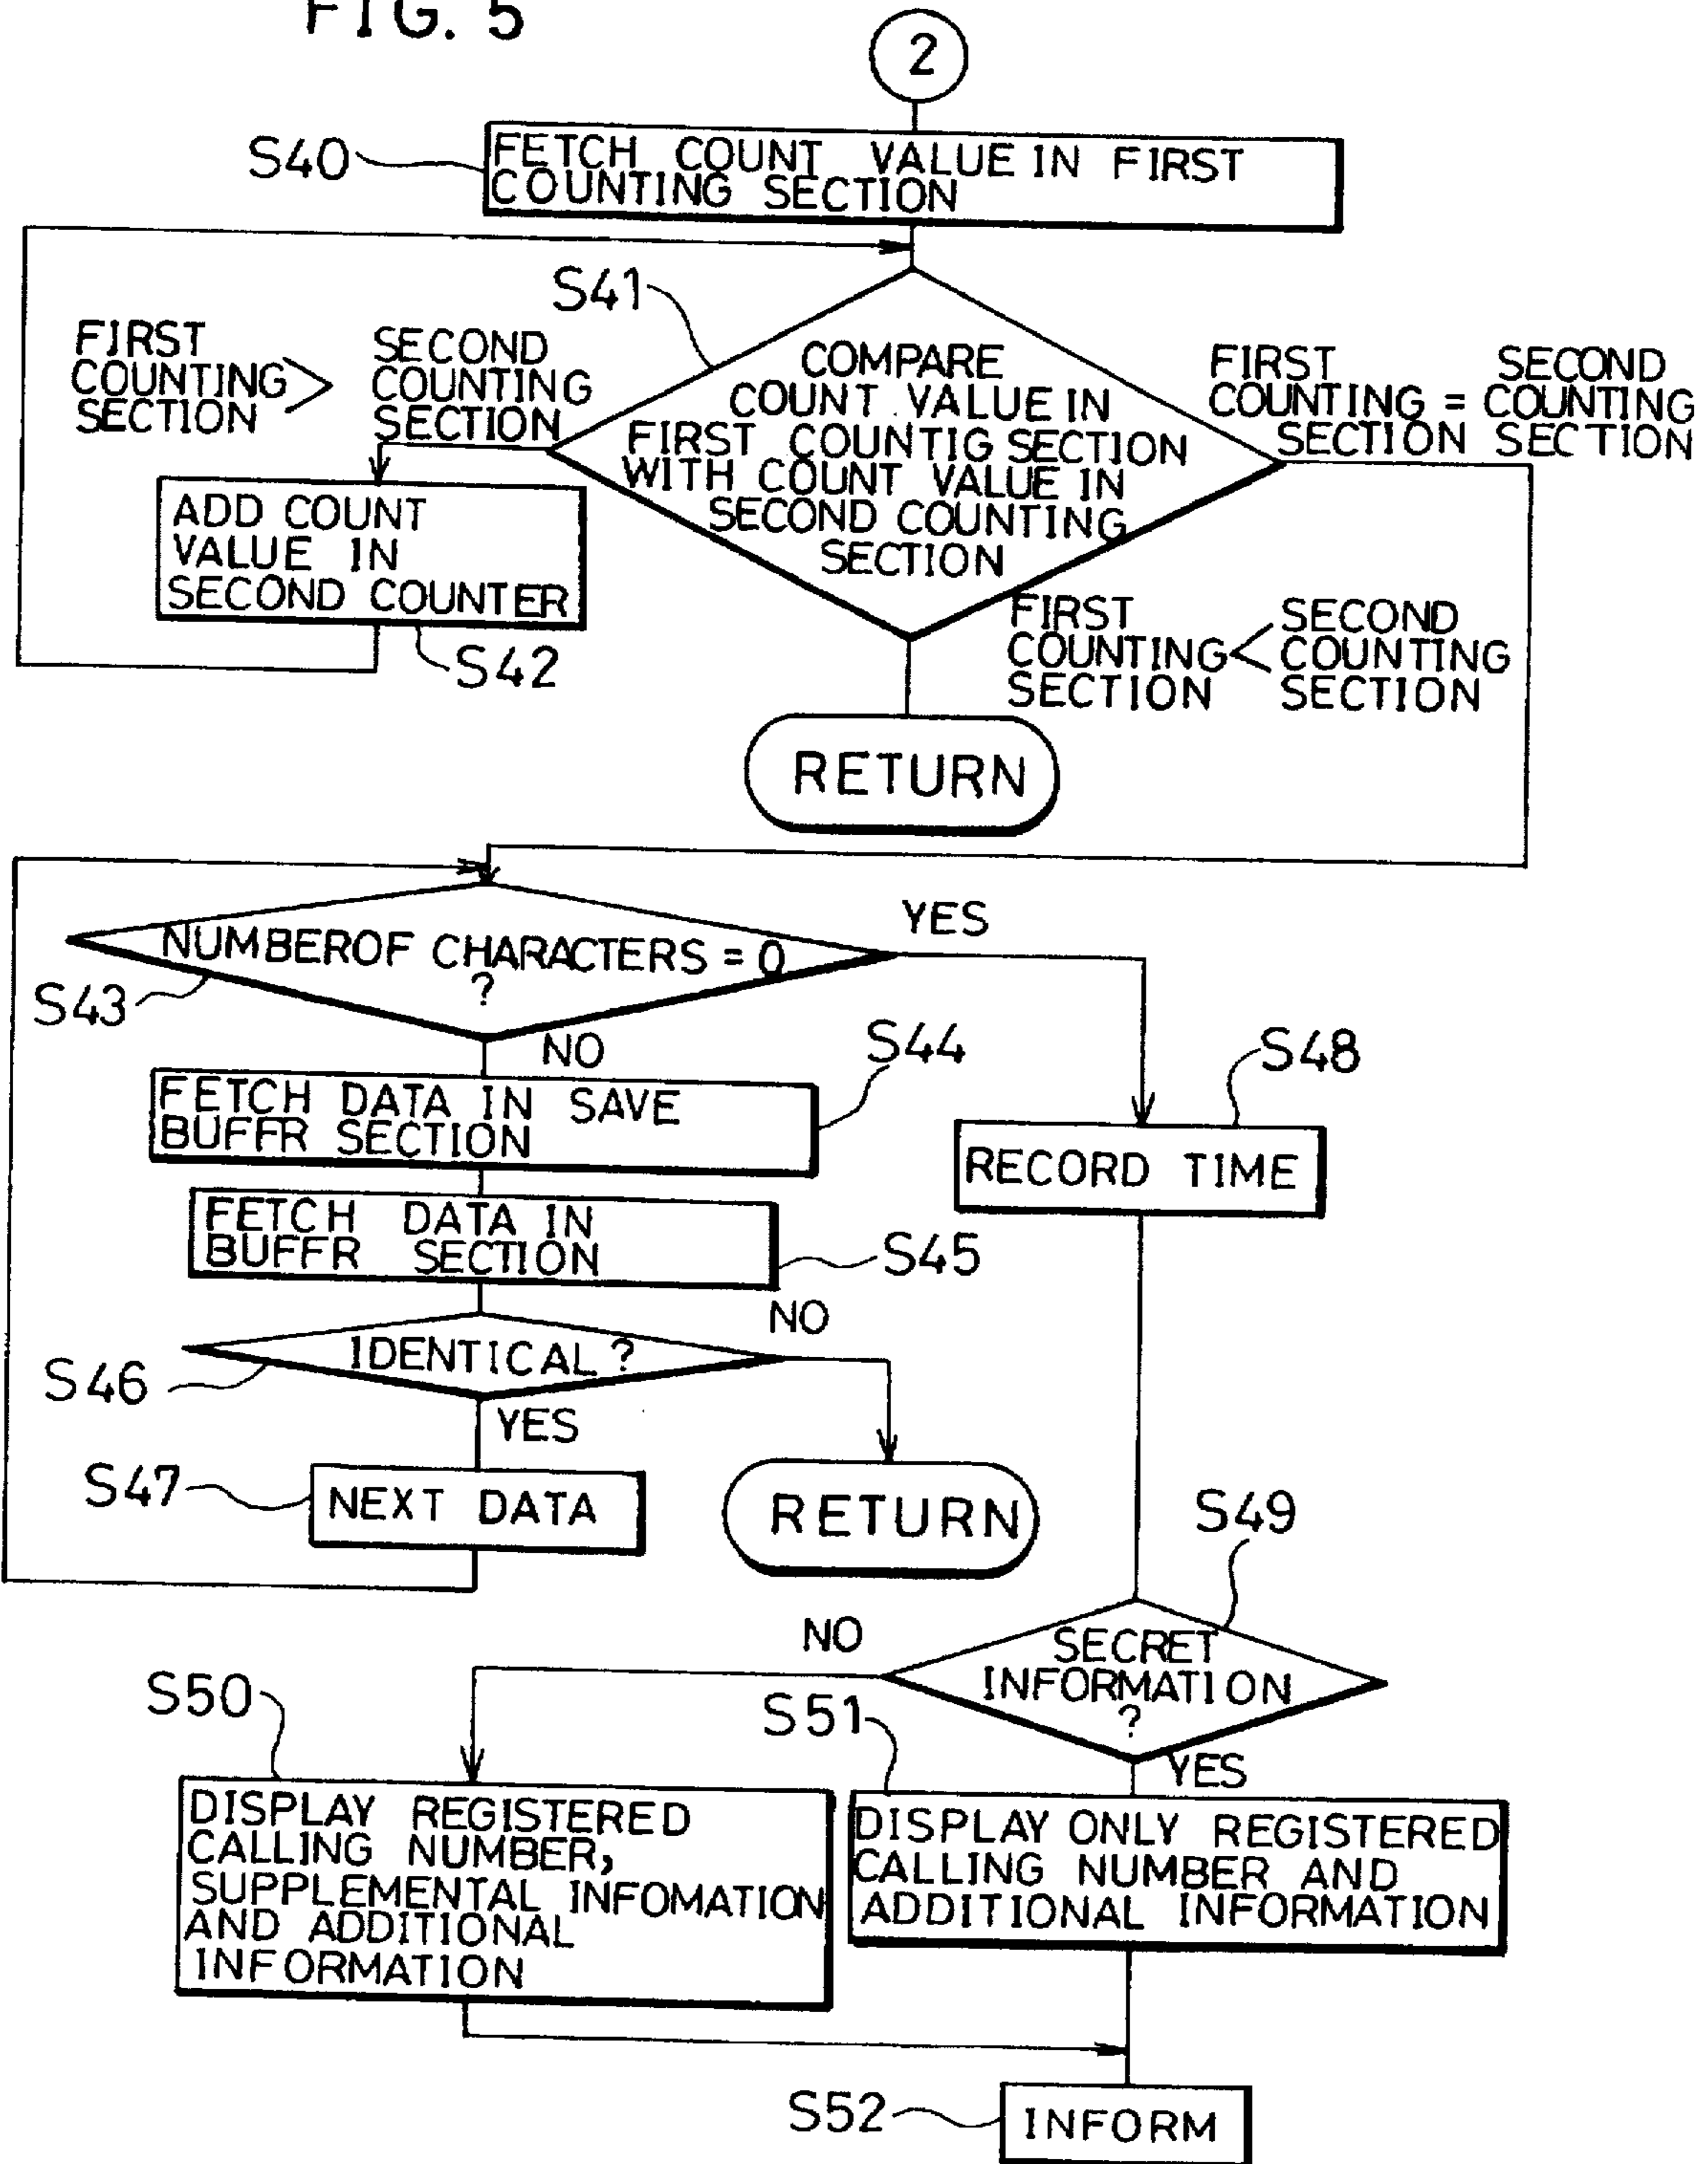 FIG. 5
2
S40
FETCH COUNT VALUE IN FIRST
COUNTING SECTION
S41
FIRST
COUNTING >
SECTION
SECOND
COUNTING
SECTION
COMPARE
COUNT VALUE IN
FIRST COUNTIG SECTION
WITH COUNT VALUE IN
SECOND COUNTING
SECTION
FIRST SECOND
COUNTING = COUNTING
SECTION SECTION
ADD COUNT
VALUE IN
SECOND COUNTER
S42
FIRST SECOND
COUNTING < COUNTING
SECTION SECTION
RETURN
NUMBEROF CHARACTERS = 0
?
YES
S43
NO
S44
FETCH DATA IN SAVE
BUFFR SECTION
S48
RECORD TIME
FETCH DATA IN
BUFFR SECTION
S45
NO
IDENTICAL ?
S46
YES
S47
NEXT DATA
RETURN
S49
NO
SECRET
INFORMATION
?
S50
S51
YES
DISPLAY REGISTERED
CALLING NUMBER,
SUPPLEMENTAL INFOMATION
AND ADDITIONAL
INFORMATION
DISPLAY ONLY REGISTERED
CALLING NUMBER AND
ADDITIONAL INFORMATION
S52
INFORM